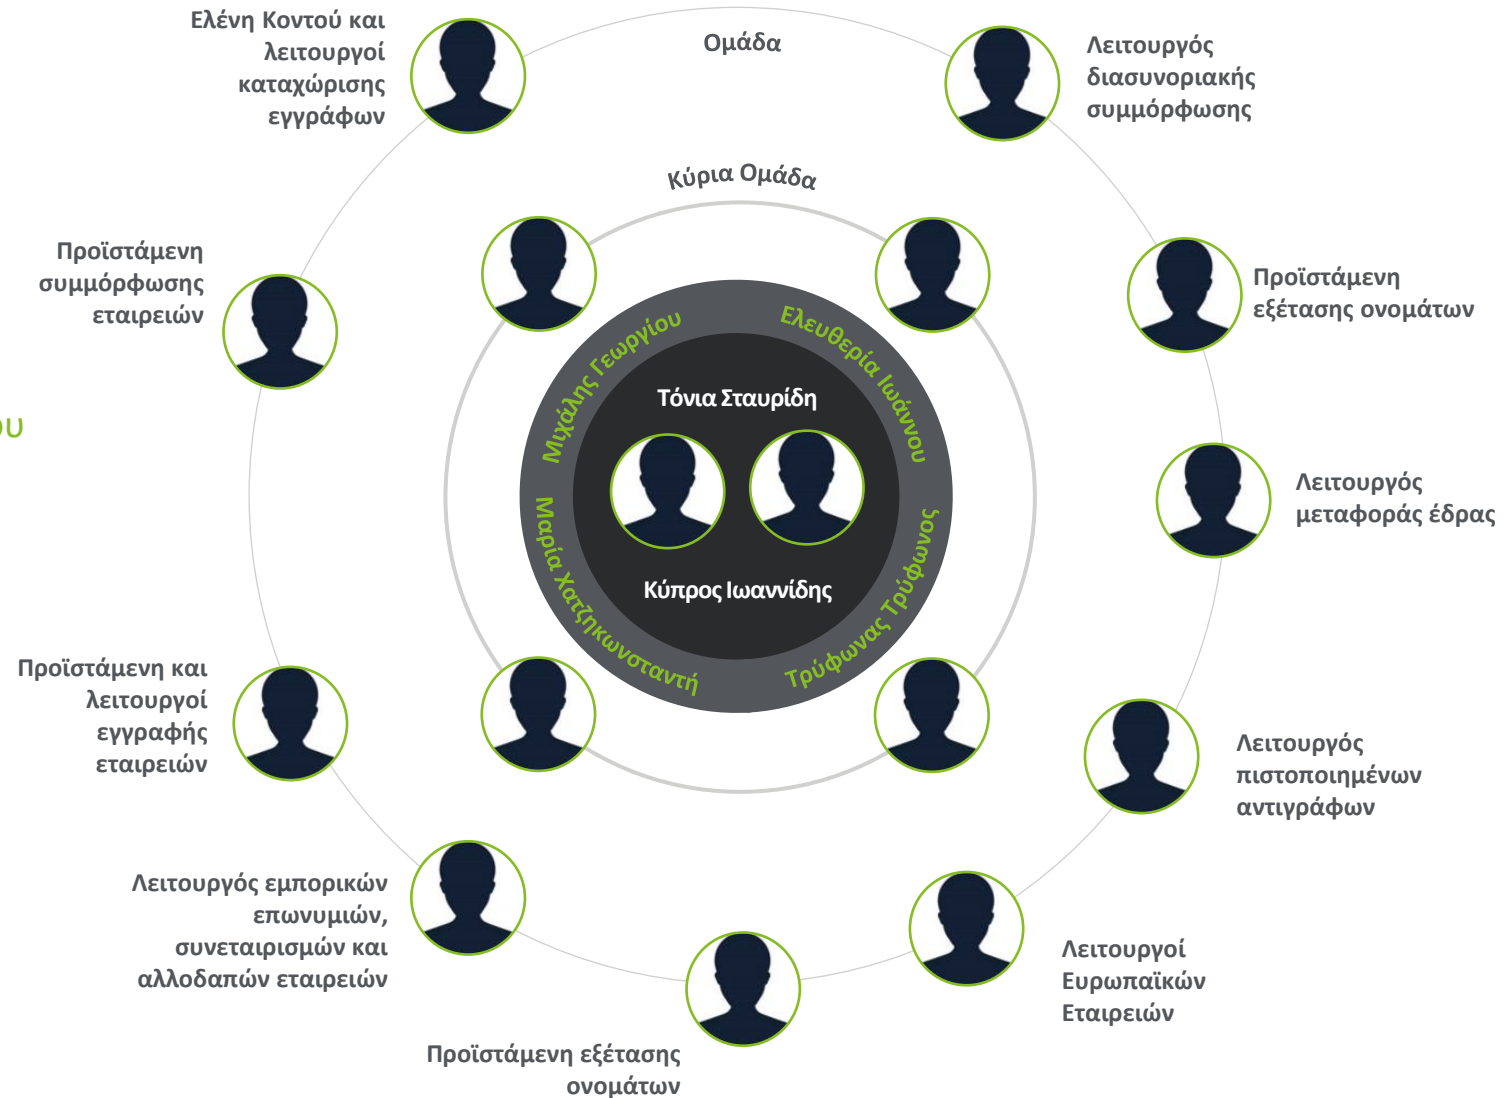 Ελένη Κοντού και
λειτουργοί
καταχώρισης
εγγράφων
Ομάδα
Λειτουργός
διασυνοριακής
συμμόρφωσης
Κύρια Ομάδα
Προϊστάμενη
συμμόρφωσης
εταιρειών
Προϊστάμενη
εξέτασης ονομάτων
Μιχάλης Γεωργίου
Ελευθερία Ιωάννου
Τόνια Σταυρίδη
Κύπρος Ιωαννίδης
Μαρία Χατζηκωνσταντή
Τρύφωνας Τρύφωνος
ου
Λειτουργός
μεταφοράς έδρας
Προϊστάμενη και
λειτουργοί
εγγραφής
εταιρειών
Λειτουργός
πιστοποιημένων
αντιγράφων
Λειτουργός εμπορικών
επωνυμιών,
συνεταιρισμών και
αλλοδαπών εταιρειών
Λειτουργοί
Ευρωπαϊκών
Εταιρειών
Προϊστάμενη εξέτασης
ονομάτων